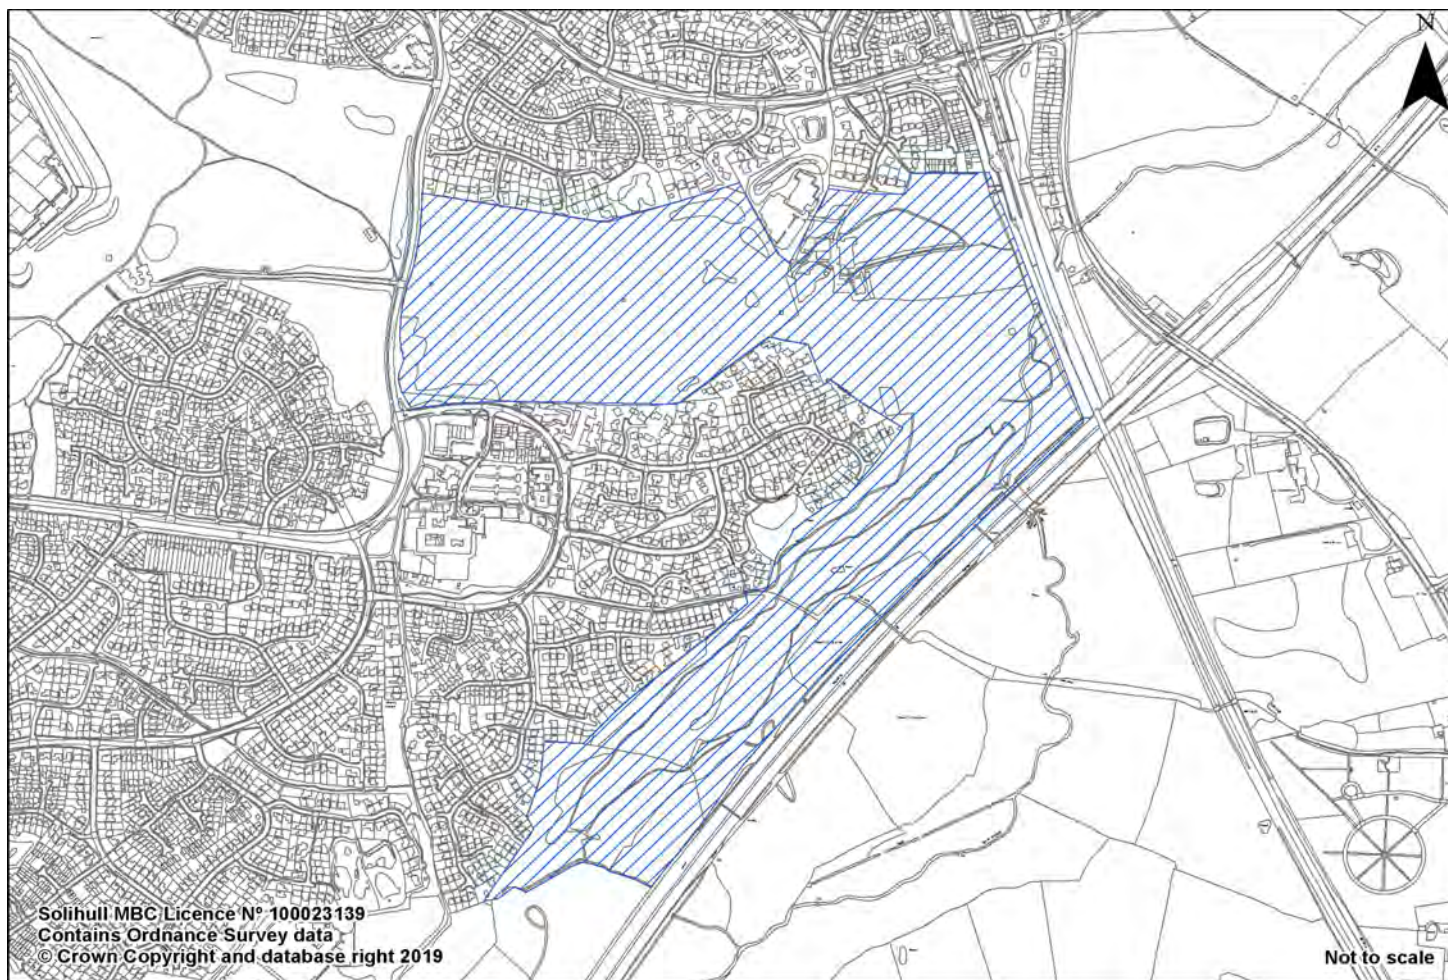 N
Solihull MBC Licence Nº 100023139
Contains Ordnance Survey data
© Crown Copyright and database right 2019
Not to scale